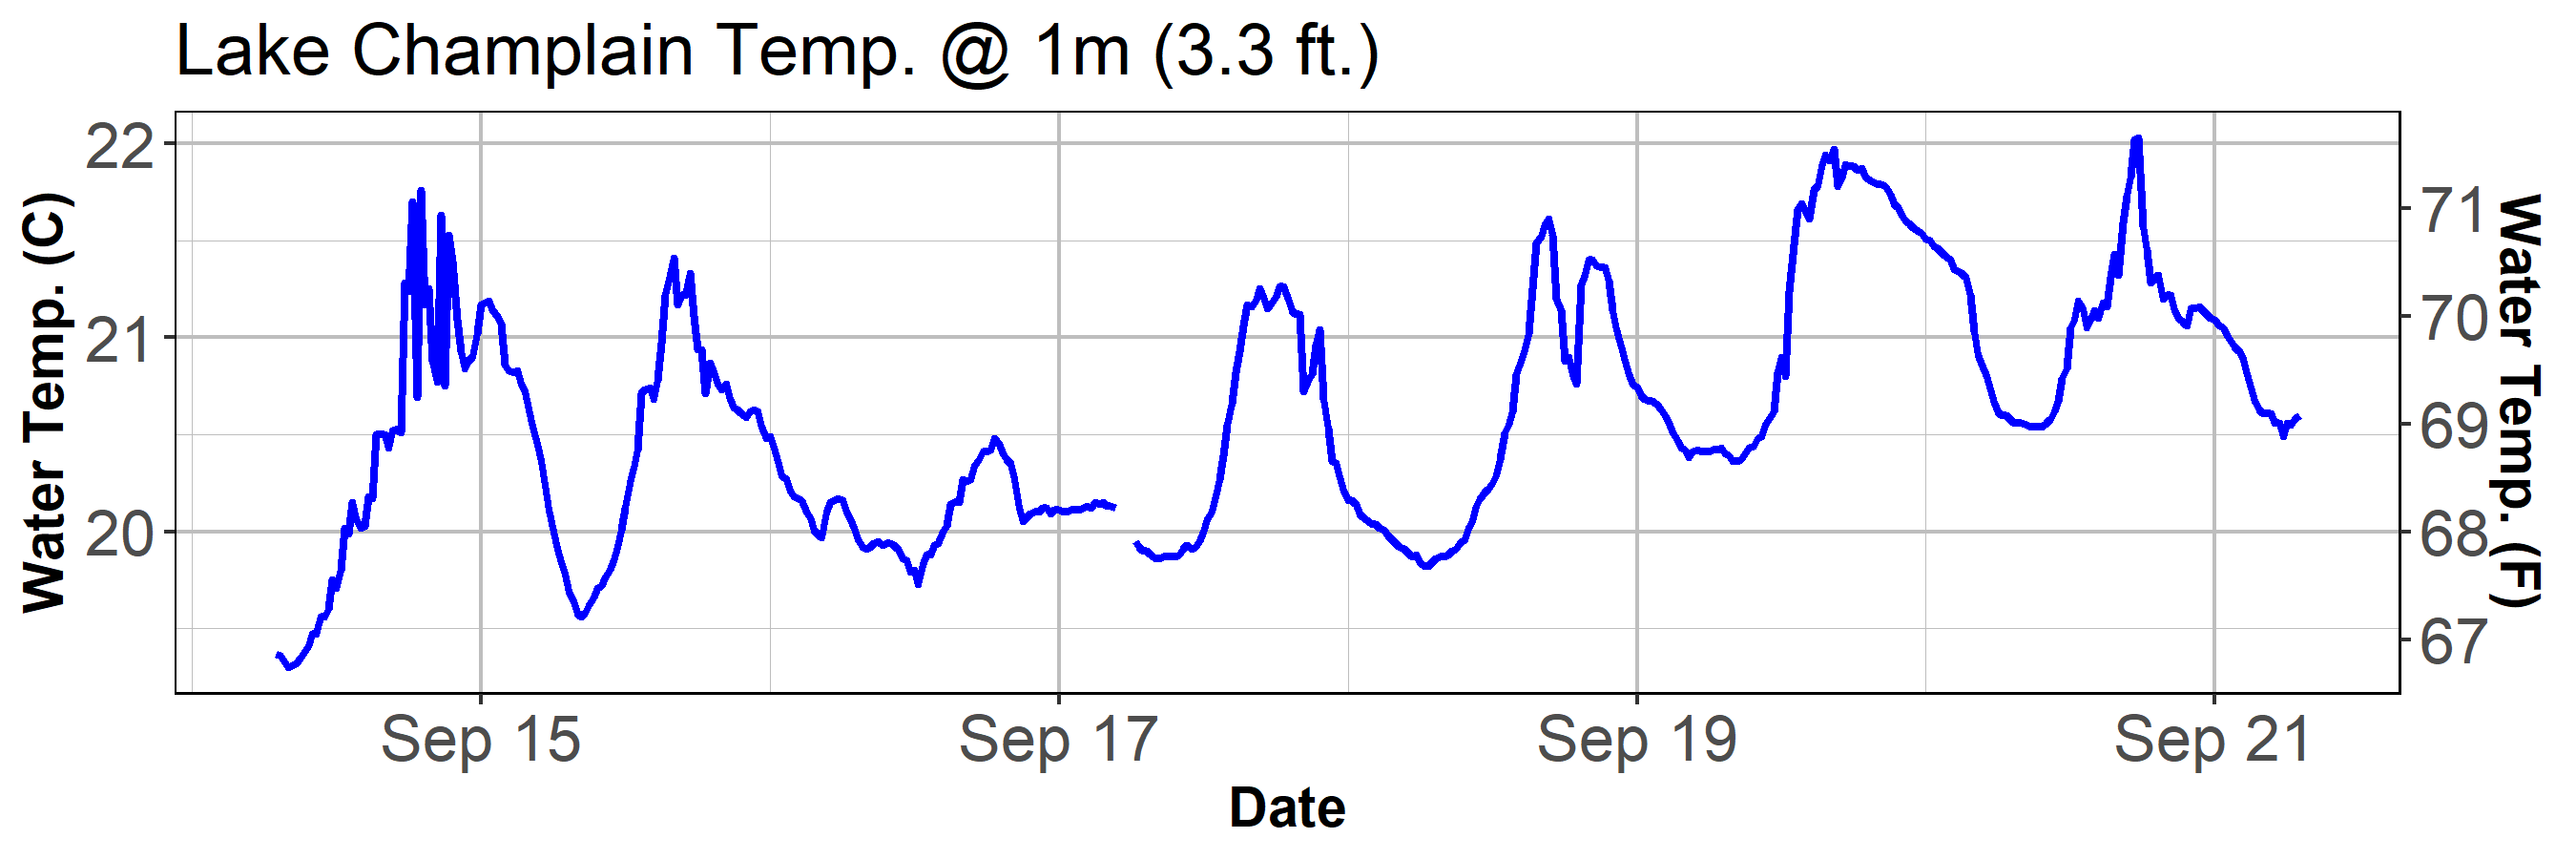 Lake Champlain Temp. @ 1m (3.3 ft.)
Water Temp. (C)
22
21
20
71
70
69
68
67
Water Temp. (F)
Sep 15 Sep 17 Sep 19 Sep 21
Date